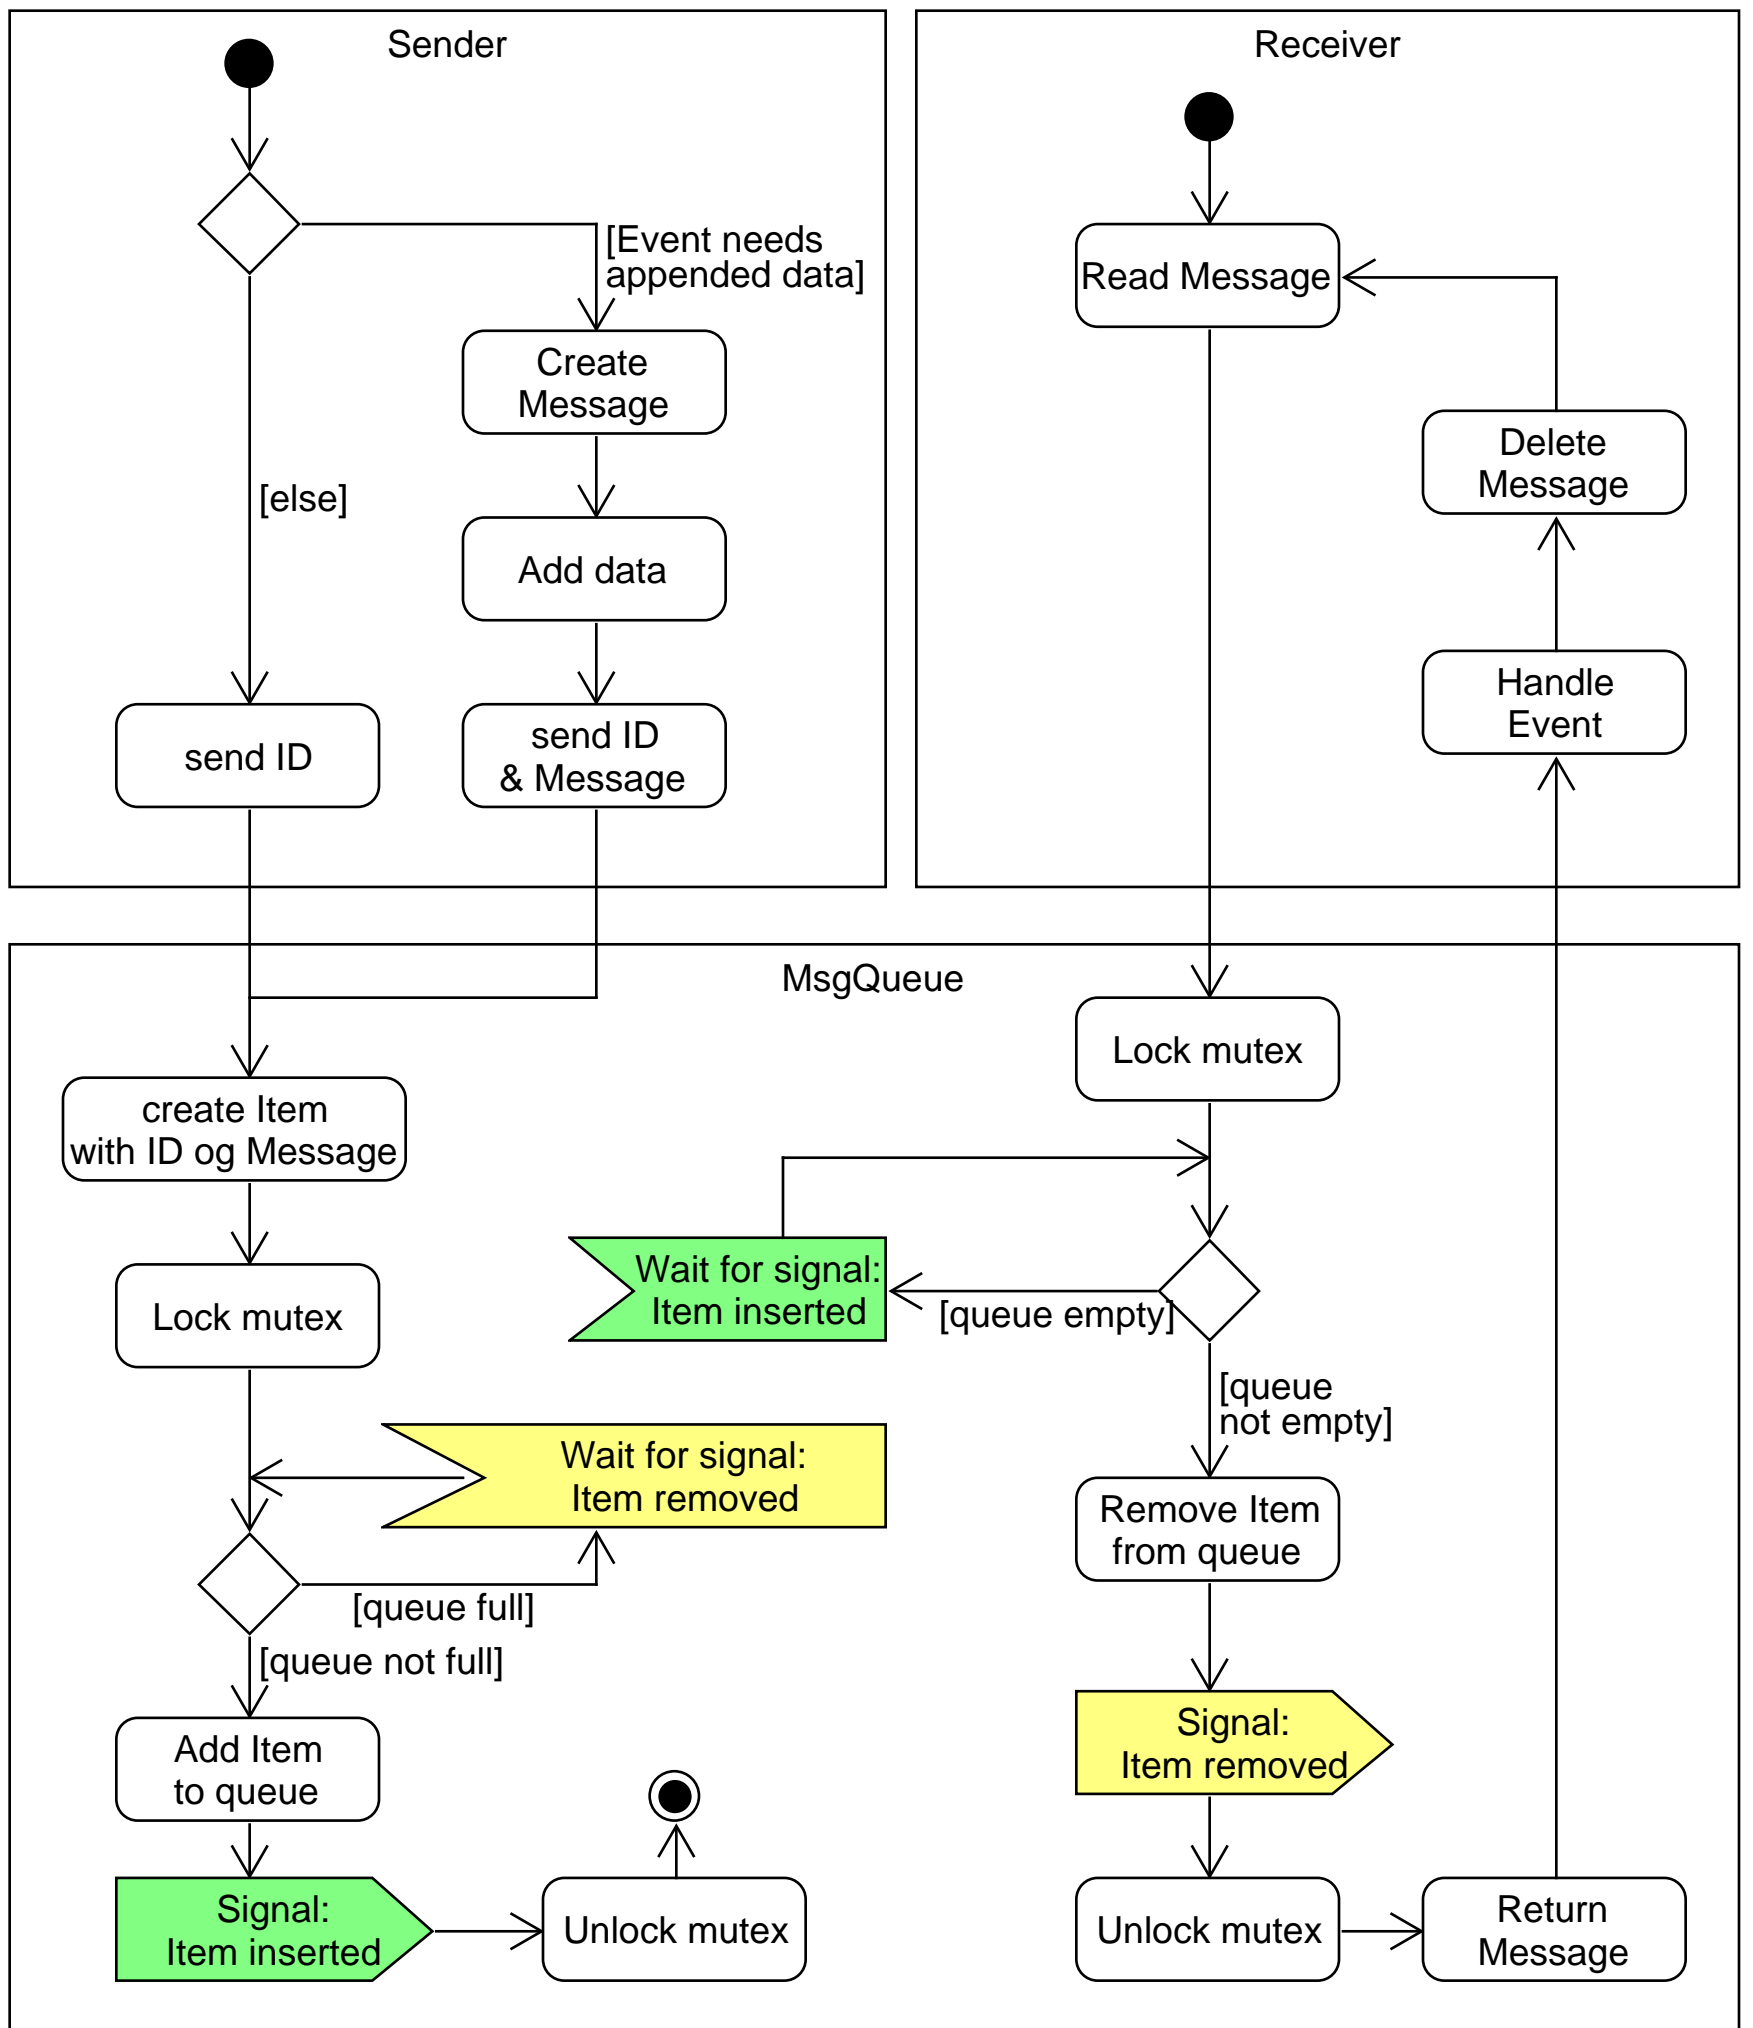 Sender
[Event needs
appended data]
Create
Message
[else]
Add data
send ID
send ID
& Message
Receiver
Read Message
Delete
Message
Handle
Event
MsgQueue
create Item
with ID og Message
Lock mutex
Wait for signal:
Item removed
[queue full]
[queue not full]
Add Item
to queue
Signal:
Item inserted
Unlock mutex
Lock mutex
Wait for signal:
Item inserted
[queue empty]
[queue
not empty]
Remove Item
from queue
Signal:
Item removed
Unlock mutex
Return
Message